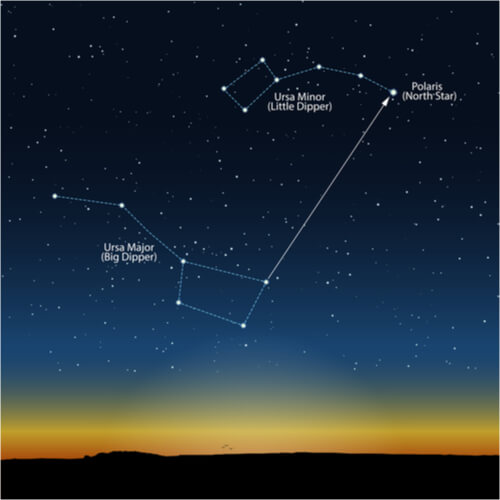 Ursa Minor
(Little Dipper)
Polaris
(North Star)
Ursa Major
(Big Dipper)